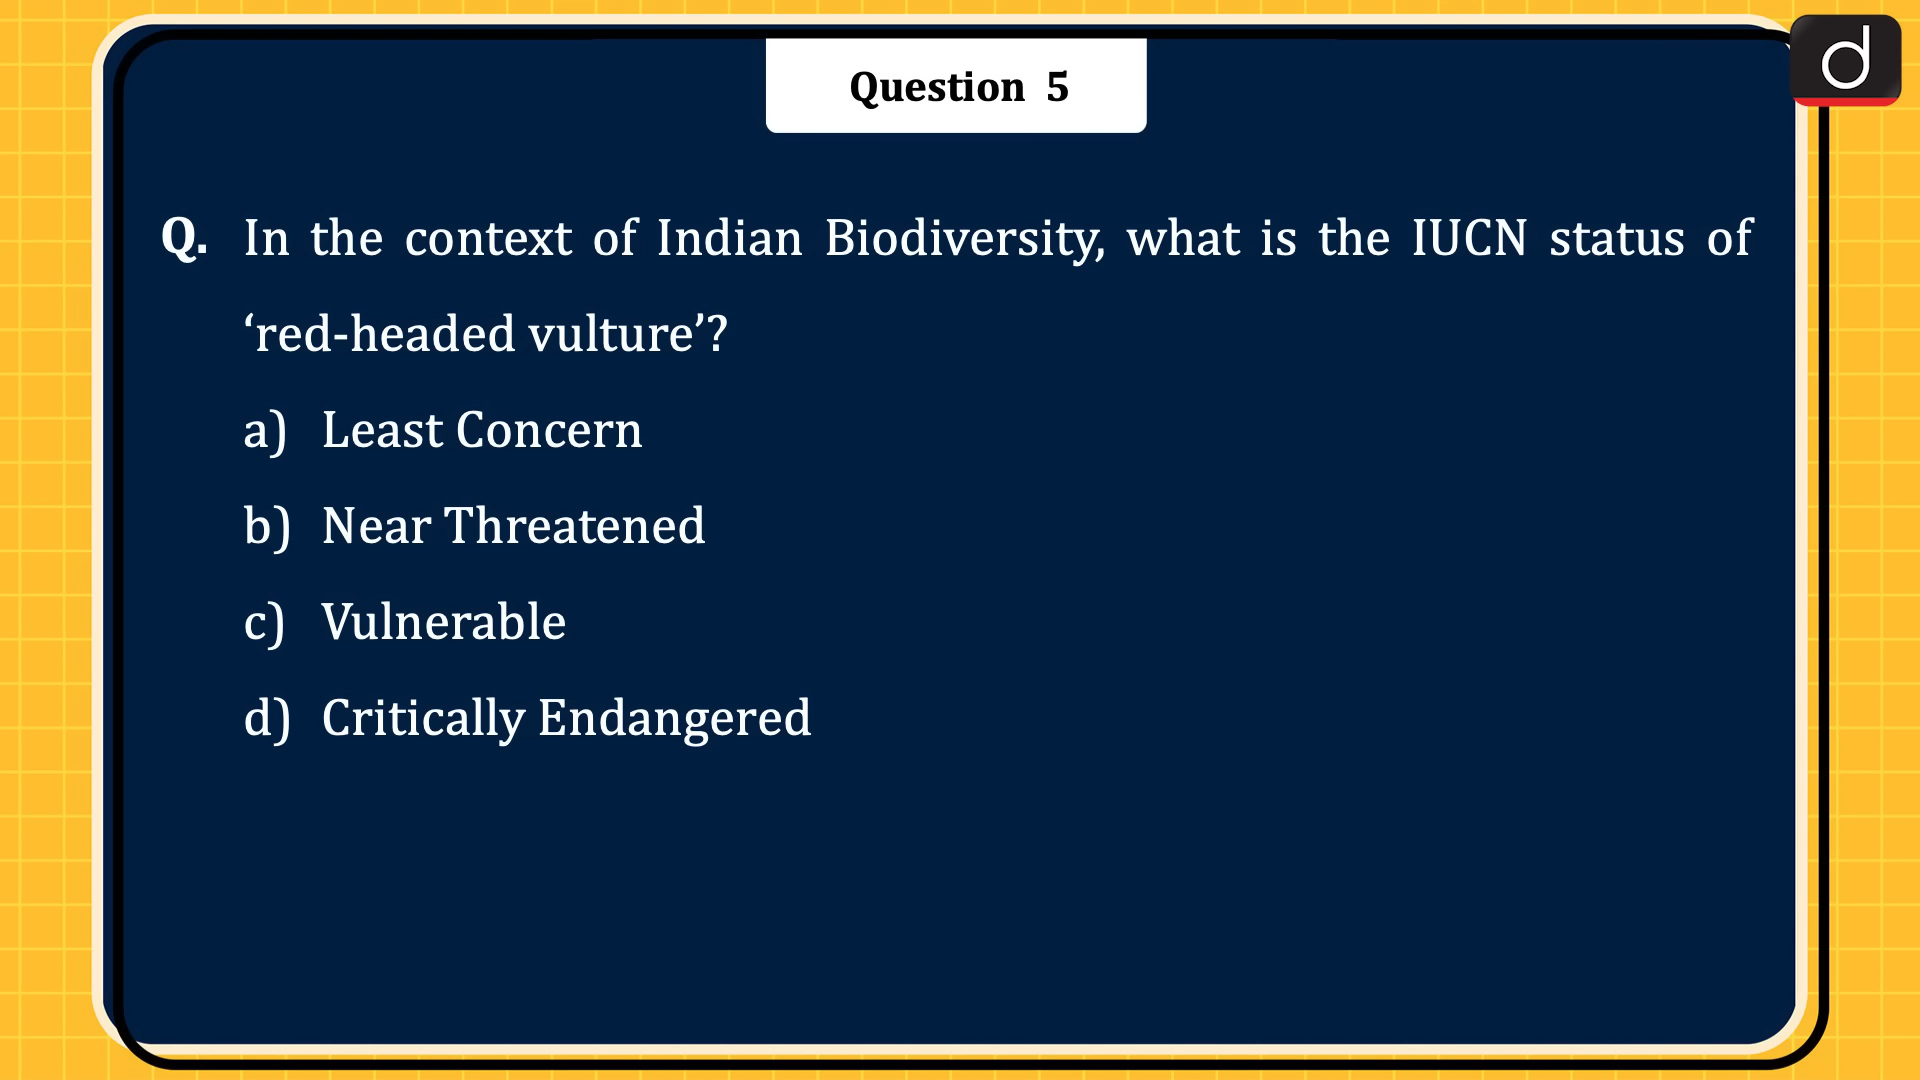 Question 5
d
Q. In the context of Indian Biodiversity, what is the IUCN status of
‘red-headed vulture’?
a) Least Concern
b) Near Threatened
c) Vulnerable
d) Critically Endangered